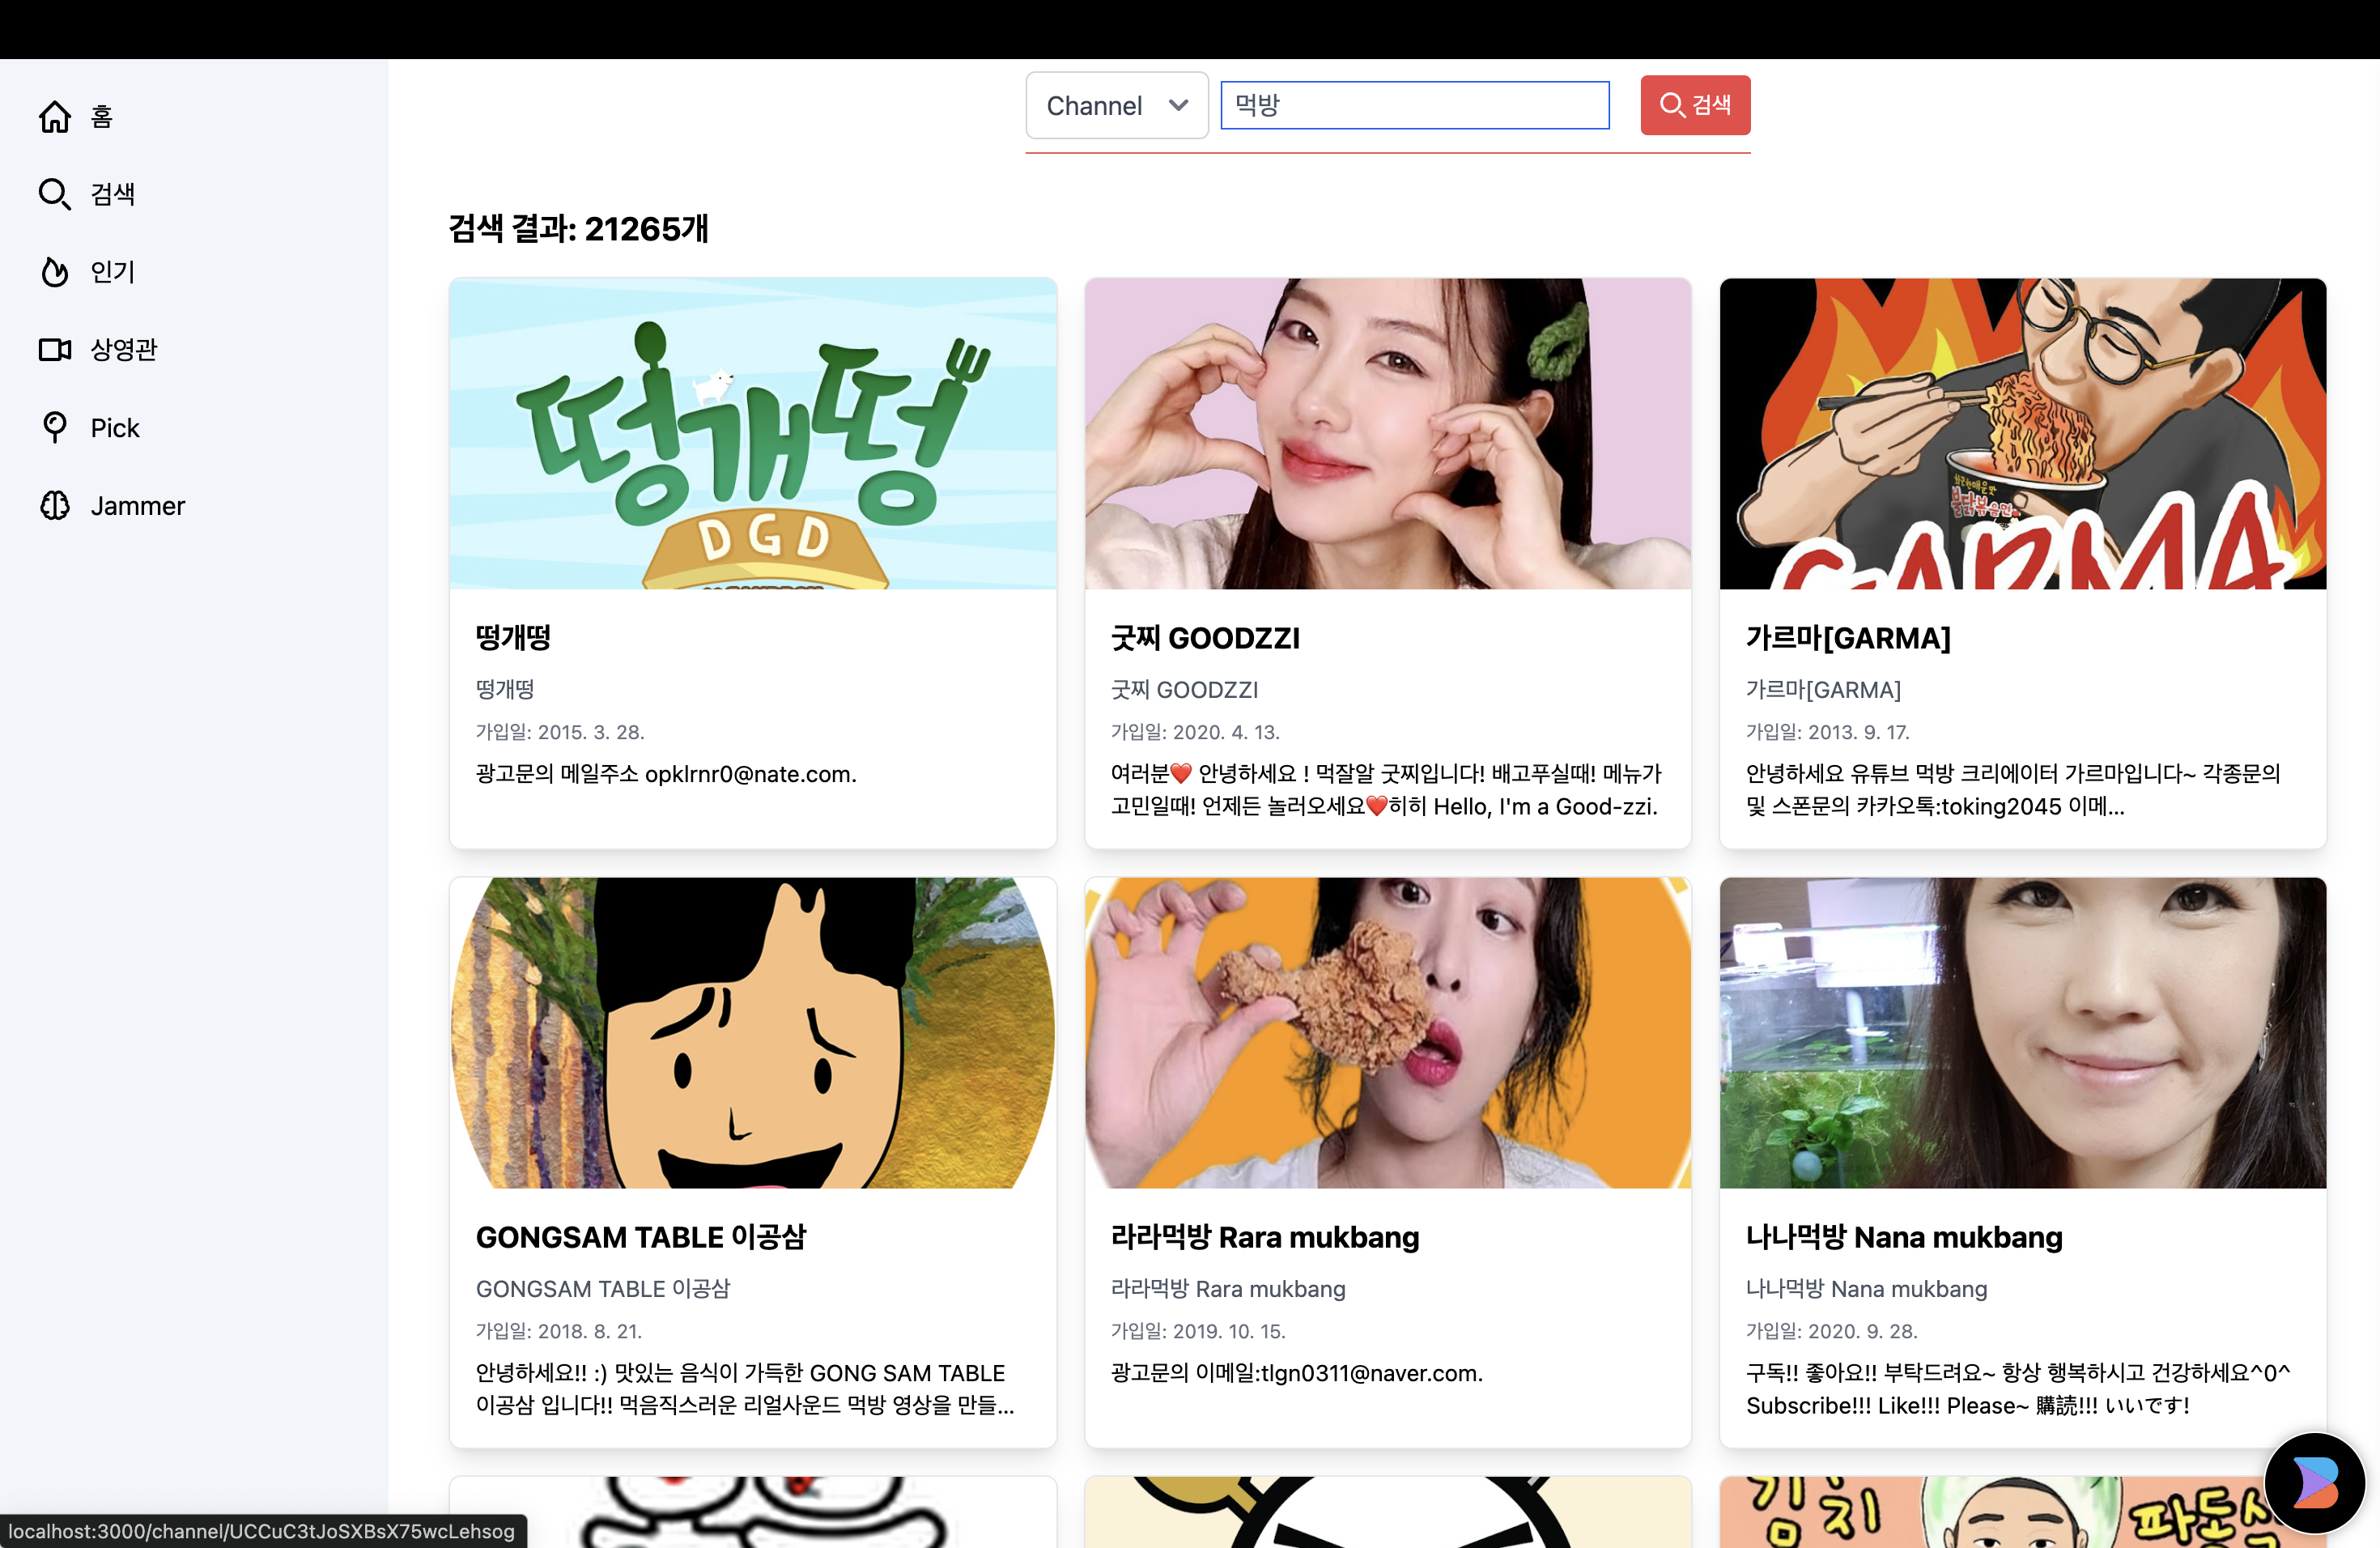 홈
검색
인기
상영관
Pick
Jammer
Channel
먹방
검색
검색 결과: 21265개
떵개떵
DGD
떵개떵
떵개떵
가입일: 2015. 3. 28.
광고문의 메일주소 opklrnr0@nate.com.
굿찌 GOODZZI
굿찌 GOODZZI
가입일: 2020. 4. 13.
여러분❤️ 안녕하세요 ! 먹잘알 굿찌입니다! 배고푸실때! 메뉴가
고민일때! 언제든 놀러오세요❤️히히 Hello, I'm a Good-zzi.
불닭볶음면
GARMA
가르마[GARMA]
가르마[GARMA]
가입일: 2013. 9. 17.
안녕하세요 유튜브 먹방 크리에이터 가르마입니다~ 각종문의
및 스폰문의 카카오톡:toking2045 이메...
GONGSAM TABLE 이공삼
GONGSAM TABLE 이공삼
가입일: 2018. 8. 21.
안녕하세요!! :) 맛있는 음식이 가득한 GONG SAM TABLE
이공삼 입니다!! 먹음직스러운 리얼사운드 먹방 영상을 만들...
라라먹방 Rara mukbang
라라먹방 Rara mukbang
가입일: 2019. 10. 15.
광고문의 이메일:tlgn0311@naver.com.
나나먹방 Nana mukbang
나나먹방 Nana mukbang
가입일: 2020. 9. 28.
구독!! 좋아요!! 부탁드려요~ 항상 행복하시고 건강하세요^0^
Subscribe!!! Like!!! Please~ 購読!!! いいです!
김치
파동식
localhost:3000/channel/UCCuC3tJoSXBsX75wcLehsog